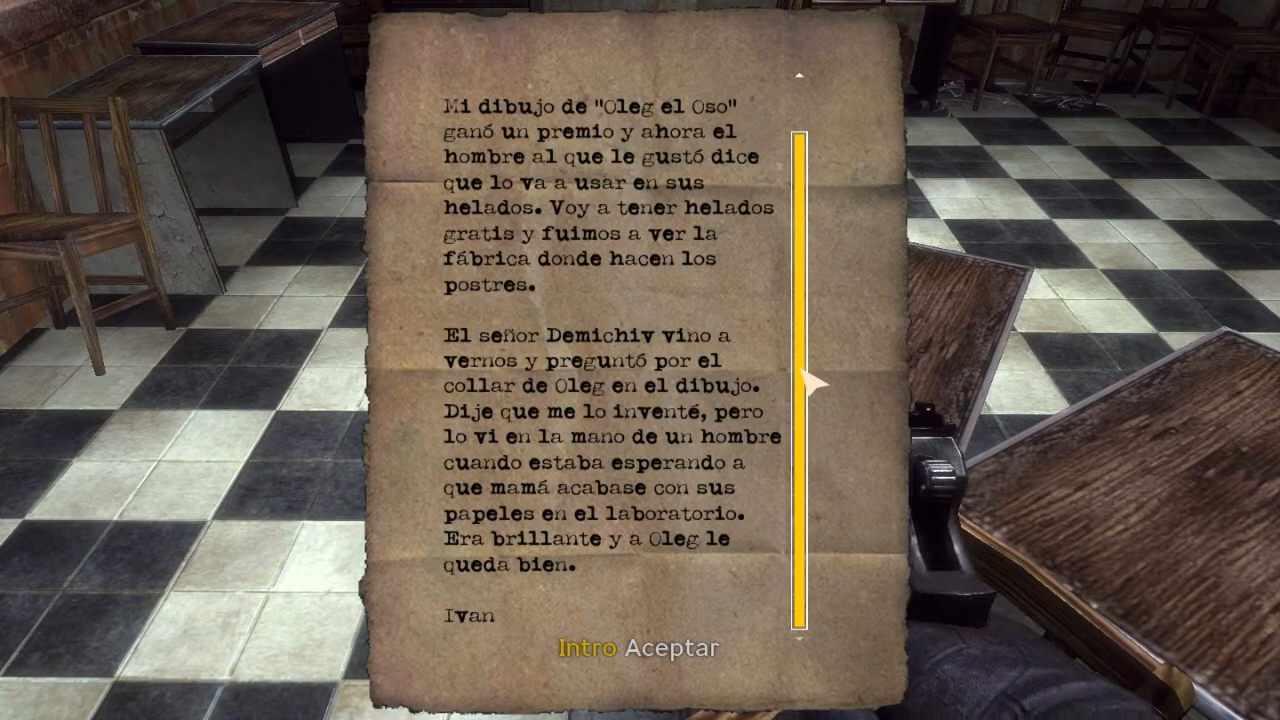 Mi dibujo de "Oleg el Oso"
ganó un premio y ahora el
hombre al que le gustó dice
que lo va a usar en sus
helados. Voy a tener helados
gratis y fuimos a ver la
fábrica donde hacen los
postres.
El señor Demichiv vino a
vernos y preguntó por el
collar de Oleg en el dibujo.
Dije que me lo inventé, pero
lo vi en la mano de un hombre
cuando estaba esperando a
que mamá acabase con sus
papeles en el laboratorio.
Era brillante y a Oleg le
queda bien.
Ivan
Intro Aceptar